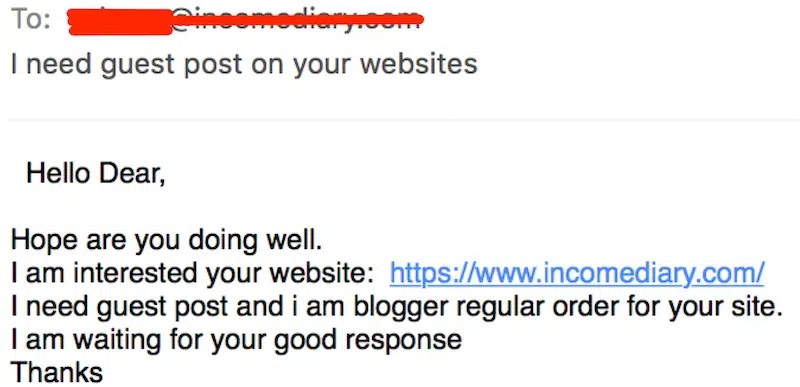 To: @incomediary.com
I need guest post on your websites
Hello Dear,
Hope are you doing well.
I am interested your website: https://www.incomediary.com/
I need guest post and i am blogger regular order for your site.
I am waiting for your good response
Thanks